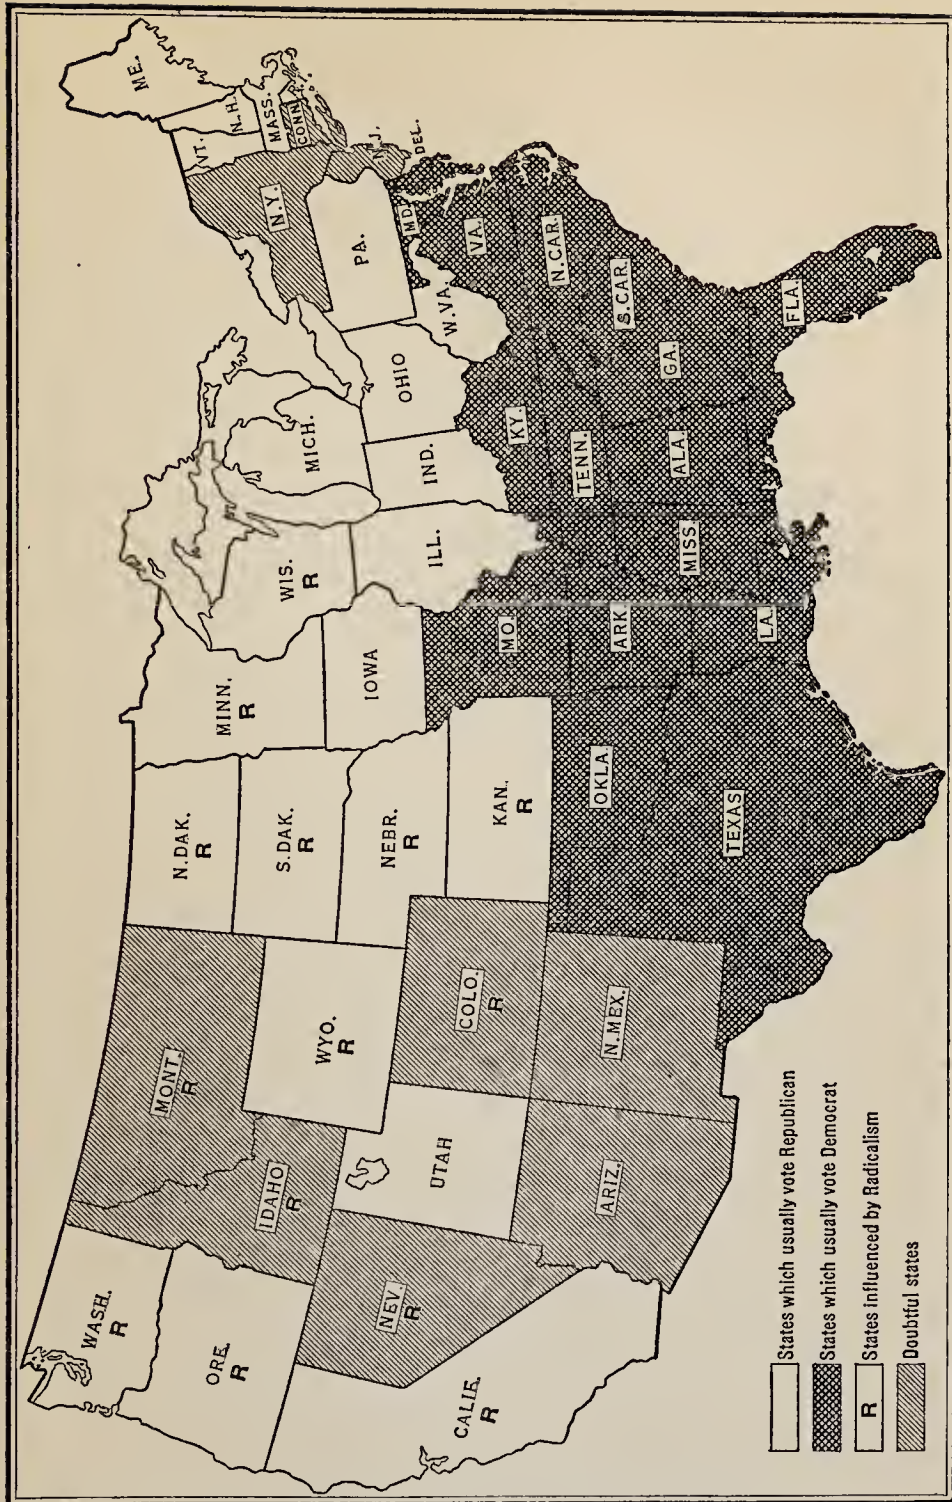 WASH.
R
ORE.
R
CALIF.
R
NEV.
R
IDAHO
R
MONT.
R
WYO.
R
UTAH
COLO.
R
ARIZ.
N.MEX.
N.DAK.
R
S.DAK.
R
NEBR.
R
KAN.
R
OKLA.
TEXAS
MINN.
R
IOWA
MO.
ARK.
LA.
WIS.
R
ILL.
MICH.
IND.
OHIO
KY.
TENN.
MISS.
ALA.
GA.
FLA.
S.CAR.
N.CAR.
VA.
W.VA.
MD.
DEL.
PA.
N.J.
N.Y.
CONN.
R.I.
MASS.
VT.
N.H.
ME.
States which usually vote Republican
States which usually vote Democrat
R
States influenced by Radicalism
Doubtful states